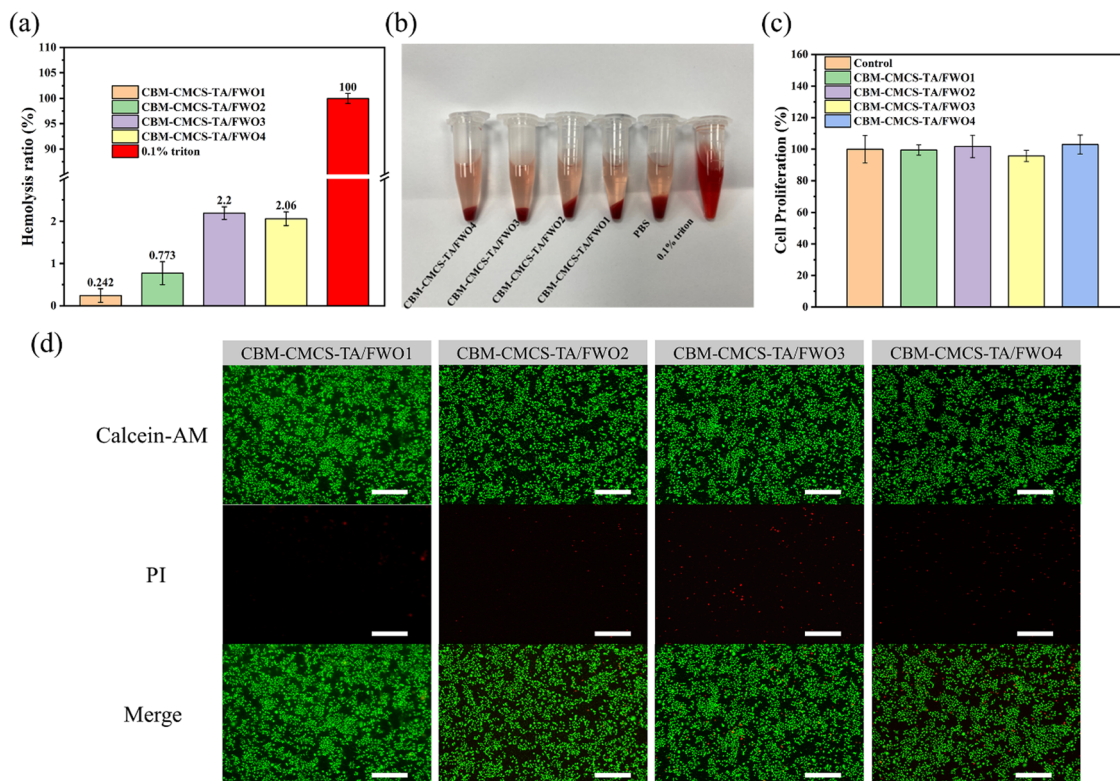 (a)
110
105
100
95
90
2
1
0
Hemolysis ratio (%)
CBM-CMCS-TA/FWO1
CBM-CMCS-TA/FWO2
CBM-CMCS-TA/FWO3
CBM-CMCS-TA/FWO4
0.1% triton
0.242
0.773
2.2
2.06
100
(b)
CBM-CMCS-TA/FWO4
CBM-CMCS-TA/FWO3
CBM-CMCS-TA/FWO2
CBM-CMCS-TA/FWO1
PBS
0.1% triton
(c)
160
140
120
100
80
60
40
20
0
Cell Proliferation (%)
Control
CBM-CMCS-TA/FWO1
CBM-CMCS-TA/FWO2
CBM-CMCS-TA/FWO3
CBM-CMCS-TA/FWO4
(d)
CBM-CMCS-TA/FWO1
CBM-CMCS-TA/FWO2
CBM-CMCS-TA/FWO3
CBM-CMCS-TA/FWO4
Calcein-AM
PI
Merge